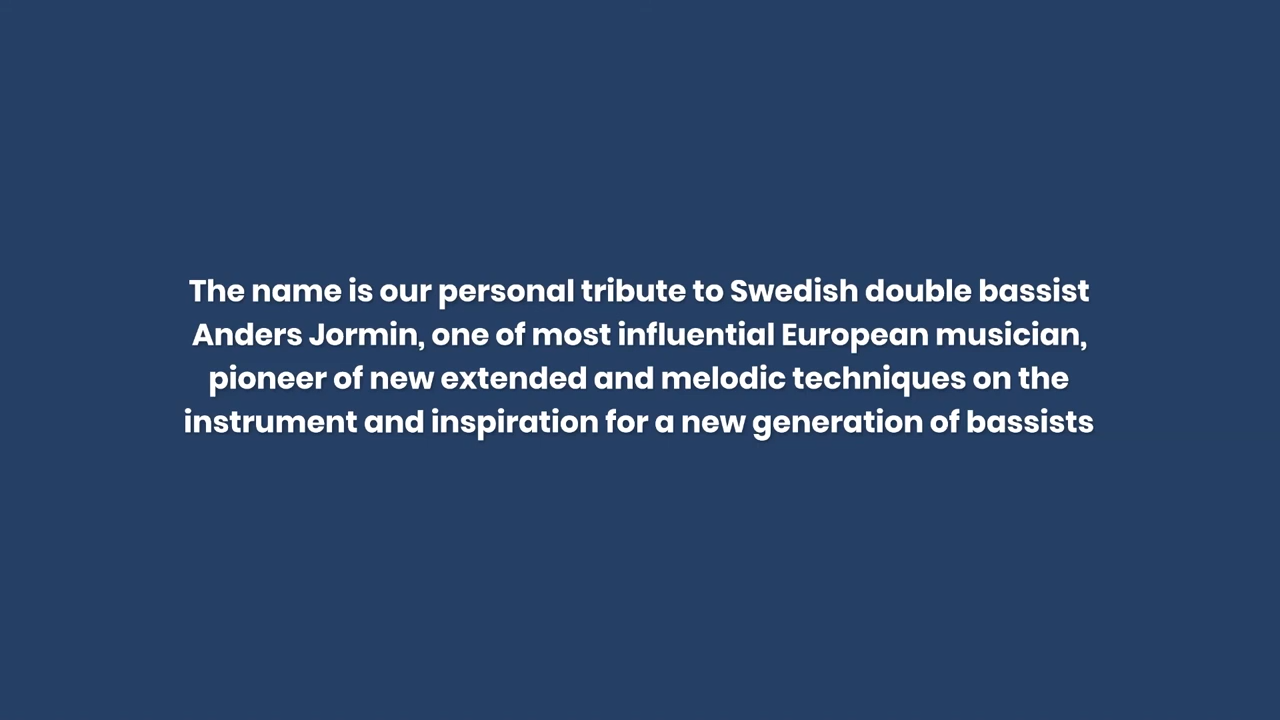 The name is our personal tribute to Swedish double bassist
Anders Jormin, one of most influential European musician,
pioneer of new extended and melodic techniques on the
instrument and inspiration for a new generation of bassists